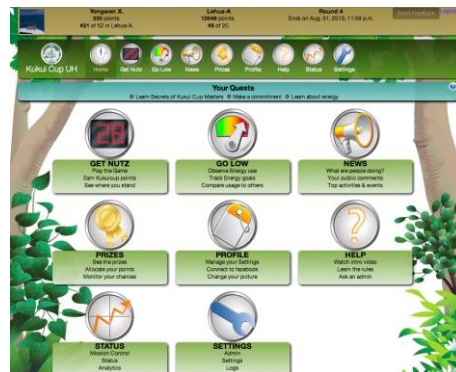 Yongwen X.
330 points
#21 of 52 in Lehua-A.
Lehua-A
10046 points.
#6 of 20.
Round 4
Ends on Aug. 31, 2013, 11:59 p.m.
Send Feedback
Kukui Cup UH
Home
Get Nutz
Go Low
News
Prizes
Profile
Help
Status
Settings
Your Quests
Learn Secrets of Kukui Cup Masters
Make a commitment
Learn about energy
28
GET NUTZ
Play the Game
Earn Kukuicup points
See where you stand
GO LOW
Observe Energy use
Track Energy goals
Compare usage to others
NEWS
What are people doing?
Your public comments
Top activities & events
PRIZES
See the prizes
Allocate your points
Monitor your chances
PROFILE
Manage your Settings
Connect to facebook
Change your picture
HELP
Watch intro video
Learn the rules
Ask an admin
STATUS
Mission Control
Status
Analytics
SETTINGS
Admin
Settings
Logs